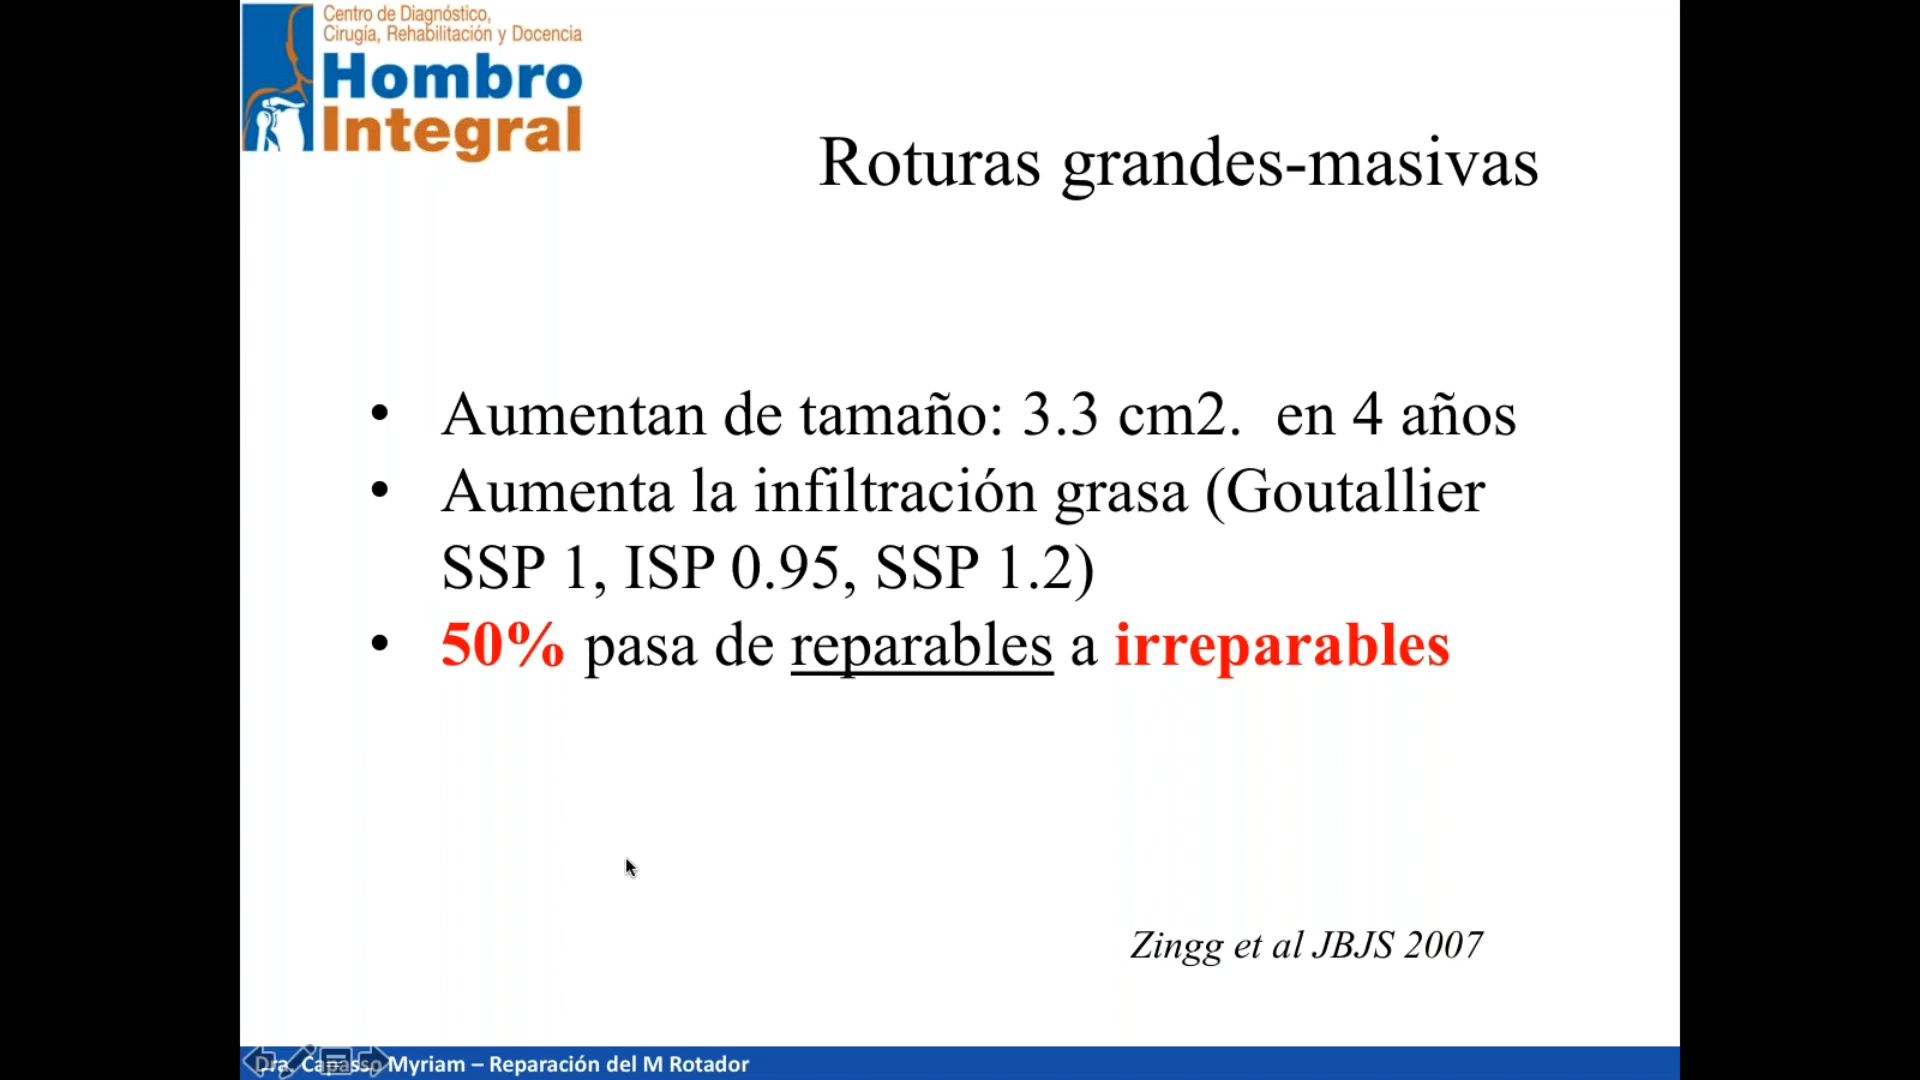 Centro de Diagnóstico,
Cirugía, Rehabilitación y Docencia
Hombro
Integral
Roturas grandes-masivas
• Aumentan de tamaño: 3.3 cm2. en 4 años
• Aumenta la infiltración grasa (Goutallier
SSP 1, ISP 0.95, SSP 1.2)
• 50% pasa de reparables a irreparables
Zingg et al JBJS 2007
Dra. Capasso Myriam – Reparación del M Rotador